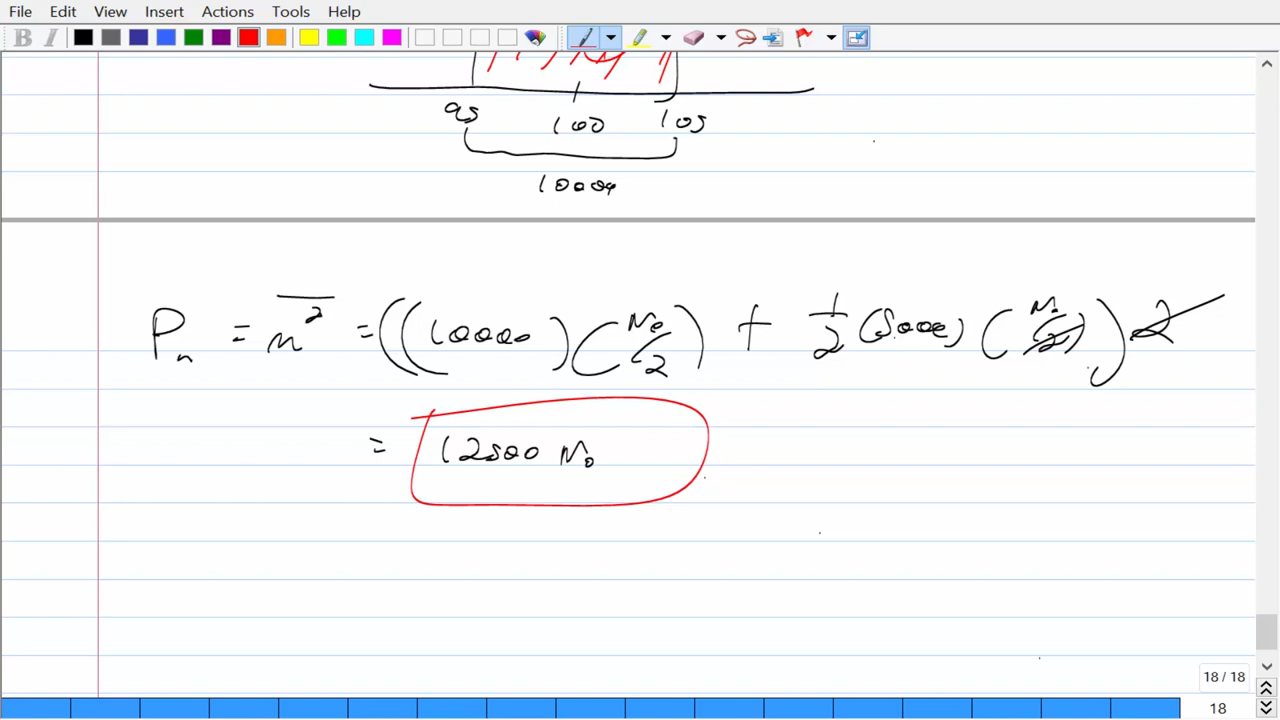 File Edit View Insert Actions Tools Help
B I
95 100 105
10000
Pn = n² = ((10000)(N0/2) + 1/2 (5000)(N0/2))2
= 12500 N0
18 / 18
18